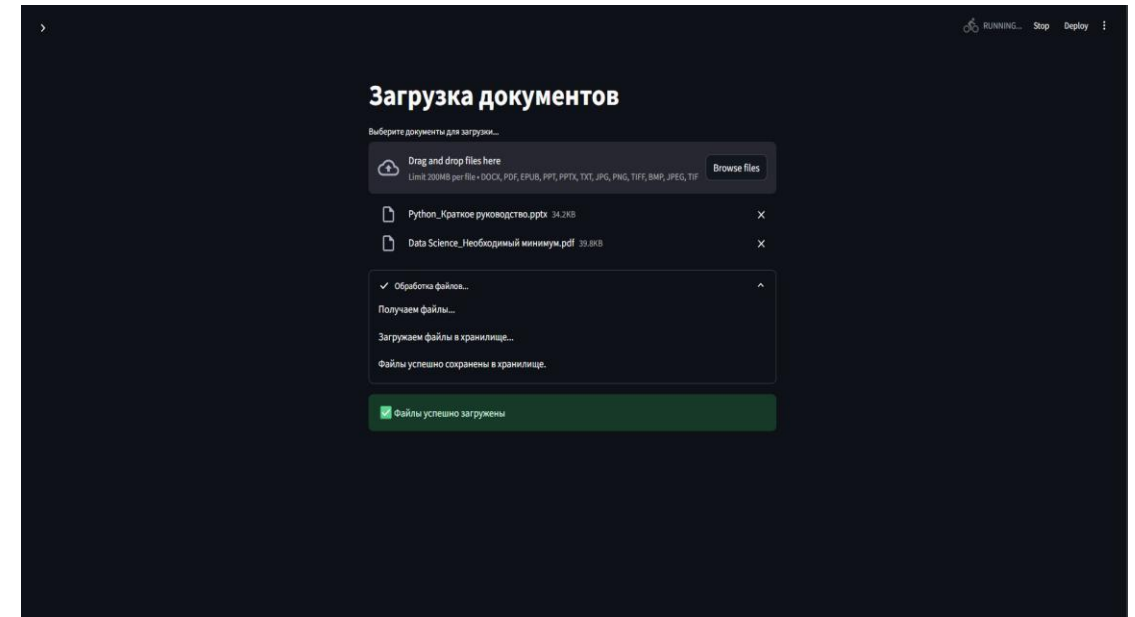 RUNNING... Stop Deploy
Загрузка документов
Выберите документы для загрузки...
Drag and drop files here
Limit 200MB per file • DOCX, PDF, EPUB, PPT, PPTX, TXT, JPG, PNG, TIFF, BMP, JPEG, TIF
Browse files
Python_Краткое руководство.pptx 34.2KB
Data Science_Необходимый минимум.pdf 39.8KB
Обработка файлов...
Получаем файлы...
Загружаем файлы в хранилище...
Файлы успешно сохранены в хранилище.
Файлы успешно загружены